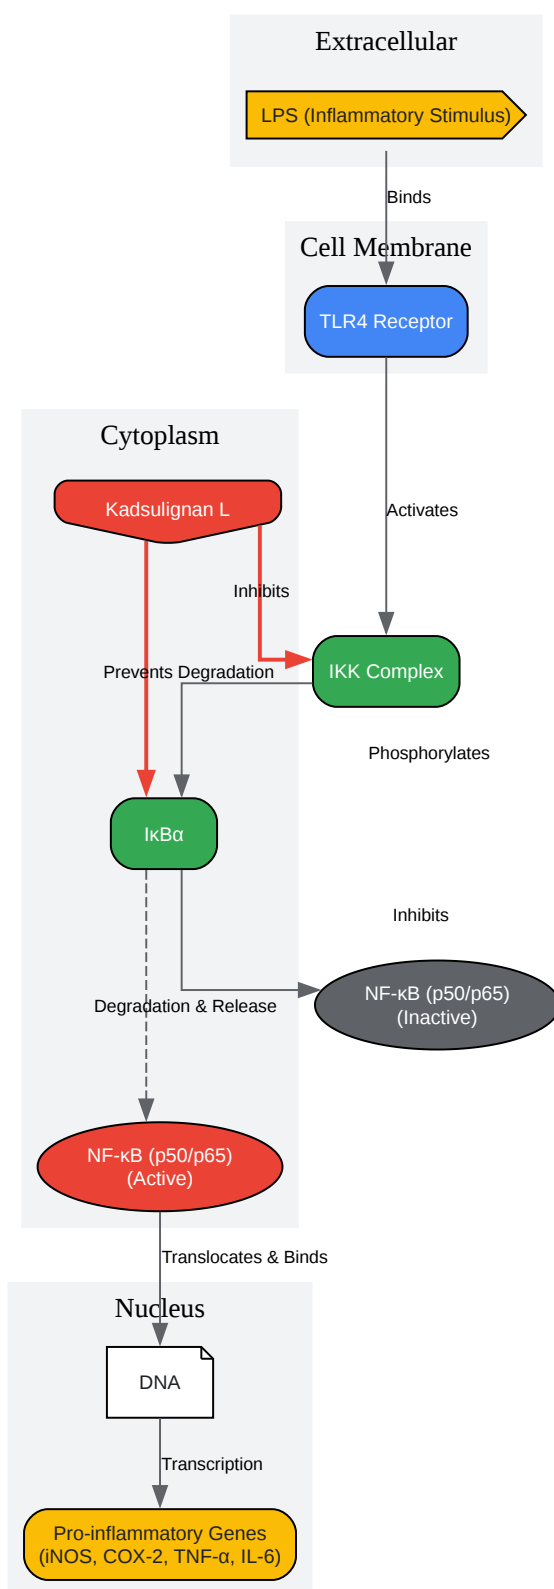 Extracellular
LPS (Inflammatory Stimulus)
Binds
Cell Membrane
TLR4 Receptor
Cytoplasm
Kadsulignan L
Activates
Inhibits
Prevents Degradation
IKK Complex
Phosphorylates
IκBα
Inhibits
NF-κB (p50/p65)
(Inactive)
Degradation & Release
NF-κB (p50/p65)
(Active)
Translocates & Binds
Nucleus
DNA
Transcription
Pro-inflammatory Genes
(iNOS, COX-2, TNF-α, IL-6)